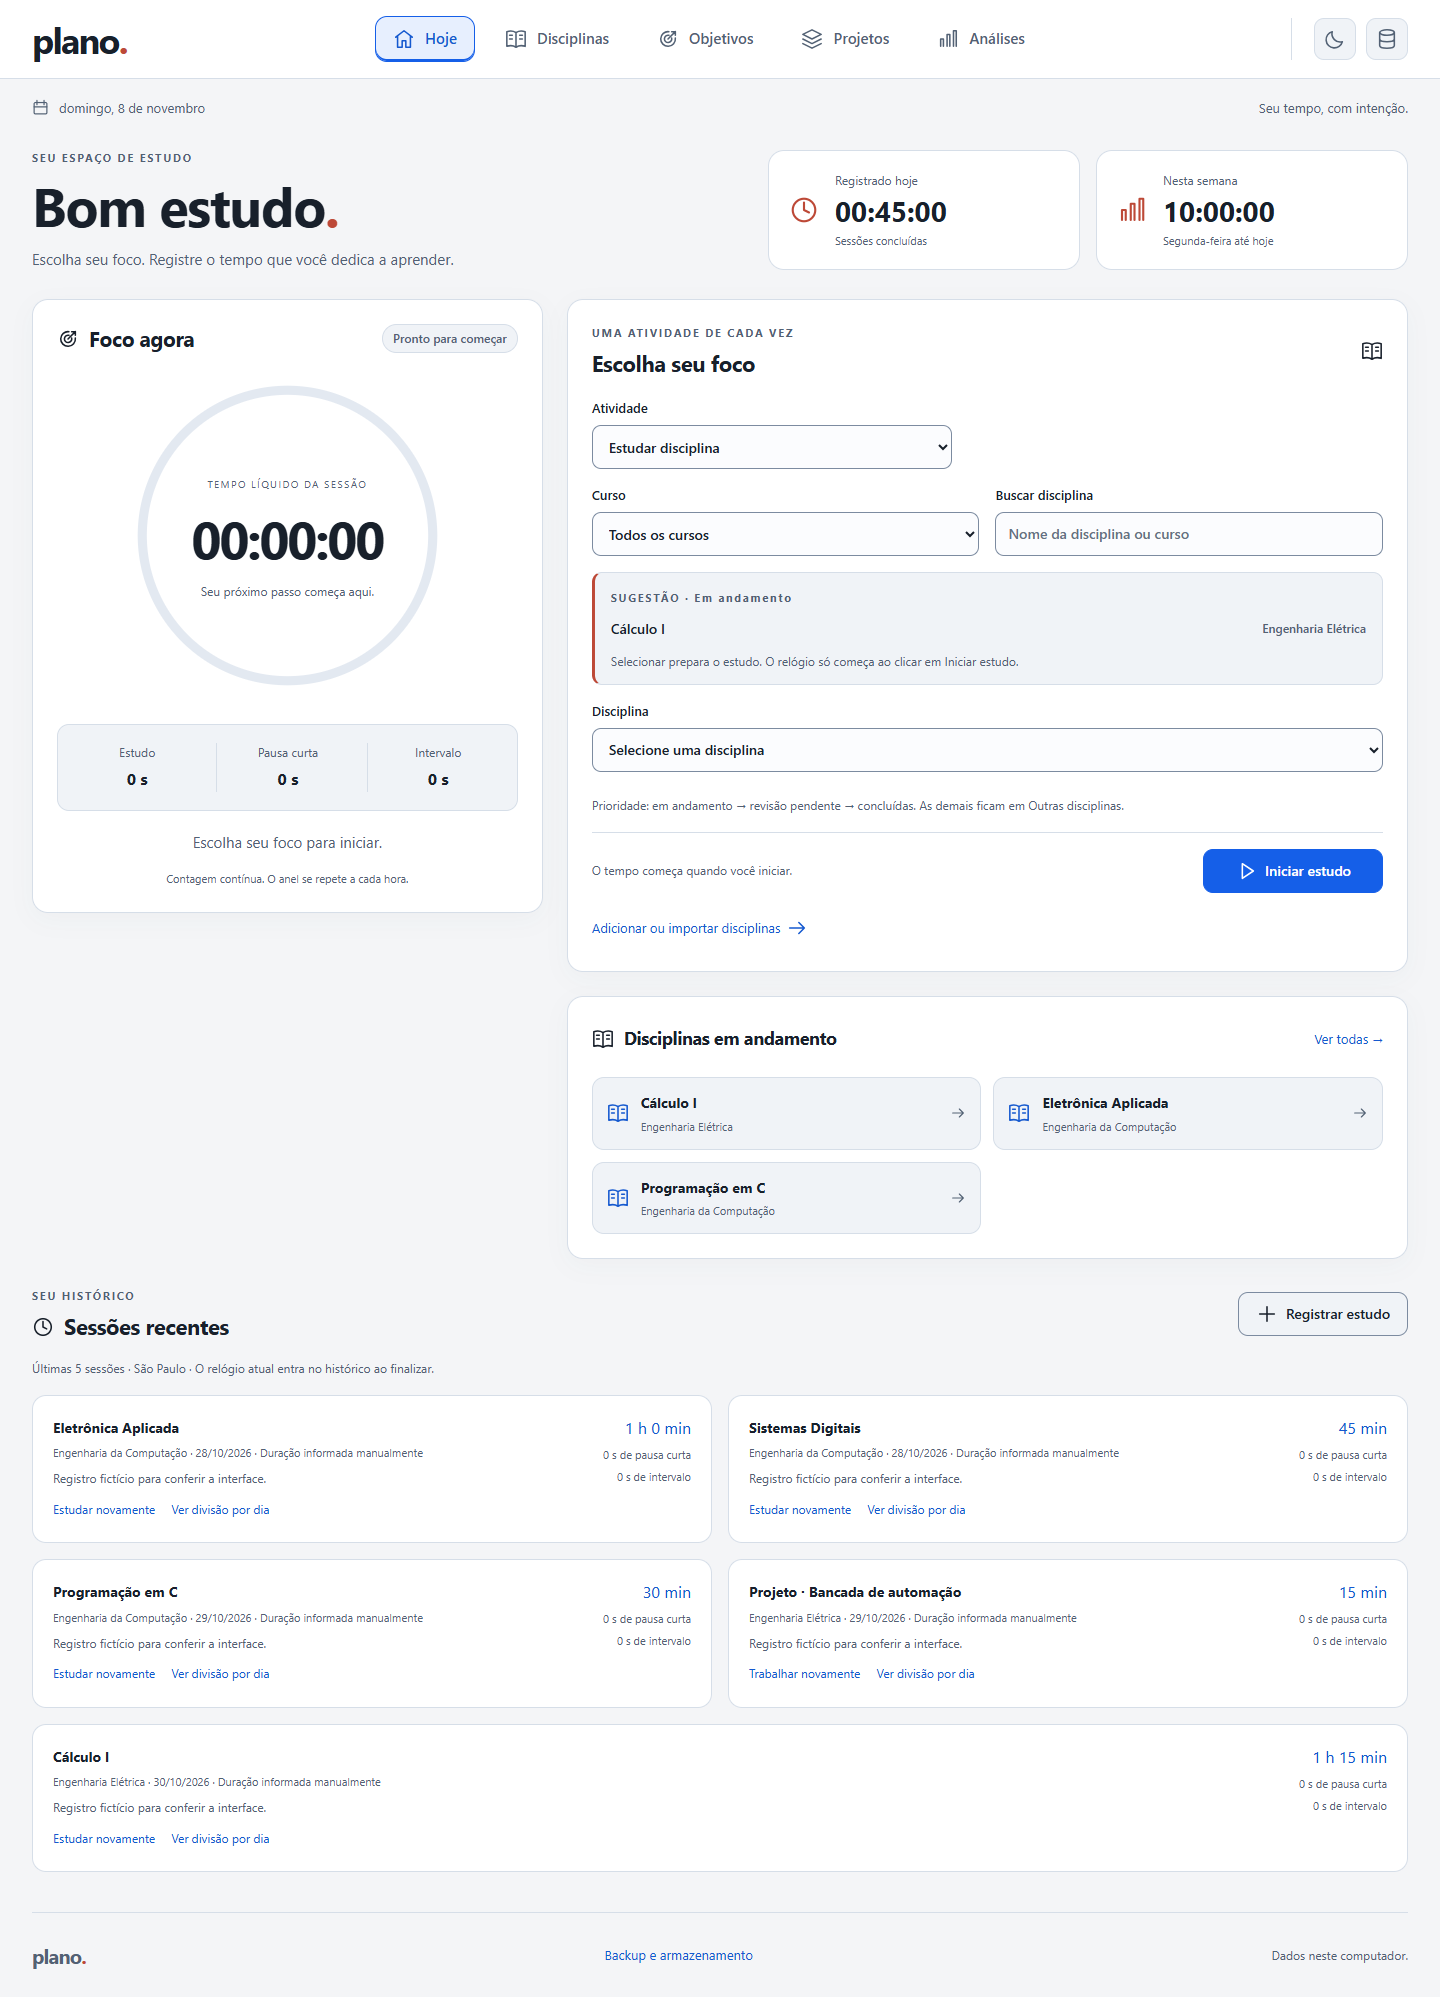 plano.
Hoje
Disciplinas
Objetivos
Projetos
Análises
domingo, 8 de novembro
Seu tempo, com intenção.
SEU ESPAÇO DE ESTUDO
Bom estudo.
Escolha seu foco. Registre o tempo que você dedica a aprender.
Registrado hoje
00:45:00
Sessões concluídas
Nesta semana
10:00:00
Segunda-feira até hoje
Foco agora
Pronto para começar
TEMPO LÍQUIDO DA SESSÃO
00:00:00
Seu próximo passo começa aqui.
Estudo
0 s
Pausa curta
0 s
Intervalo
0 s
Escolha seu foco para iniciar.
Contagem contínua. O anel se repete a cada hora.
UMA ATIVIDADE DE CADA VEZ
Escolha seu foco
Atividade
Estudar disciplina
Curso
Todos os cursos
Buscar disciplina
Nome da disciplina ou curso
SUGESTÃO · Em andamento
Cálculo I
Engenharia Elétrica
Selecionar prepara o estudo. O relógio só começa ao clicar em Iniciar estudo.
Disciplina
Selecione uma disciplina
Prioridade: em andamento → revisão pendente → concluídas. As demais ficam em Outras disciplinas.
O tempo começa quando você iniciar.
Iniciar estudo
Adicionar ou importar disciplinas →
Disciplinas em andamento
Ver todas →
Cálculo I
Engenharia Elétrica
Eletrônica Aplicada
Engenharia da Computação
Programação em C
Engenharia da Computação
SEU HISTÓRICO
Sessões recentes
Registrar estudo
Últimas 5 sessões · São Paulo · O relógio atual entra no histórico ao finalizar.
Eletrônica Aplicada
1 h 0 min
Engenharia da Computação · 28/10/2026 · Duração informada manualmente
0 s de pausa curta
Registro fictício para conferir a interface.
0 s de intervalo
Estudar novamente
Ver divisão por dia
Sistemas Digitais
45 min
Engenharia da Computação · 28/10/2026 · Duração informada manualmente
0 s de pausa curta
Registro fictício para conferir a interface.
0 s de intervalo
Estudar novamente
Ver divisão por dia
Programação em C
30 min
Engenharia da Computação · 29/10/2026 · Duração informada manualmente
0 s de pausa curta
Registro fictício para conferir a interface.
0 s de intervalo
Estudar novamente
Ver divisão por dia
Projeto · Bancada de automação
15 min
Engenharia Elétrica · 29/10/2026 · Duração informada manualmente
0 s de pausa curta
Registro fictício para conferir a interface.
0 s de intervalo
Trabalhar novamente
Ver divisão por dia
Cálculo I
1 h 15 min
Engenharia Elétrica · 30/10/2026 · Duração informada manualmente
0 s de pausa curta
Registro fictício para conferir a interface.
0 s de intervalo
Estudar novamente
Ver divisão por dia
plano.
Backup e armazenamento
Dados neste computador.